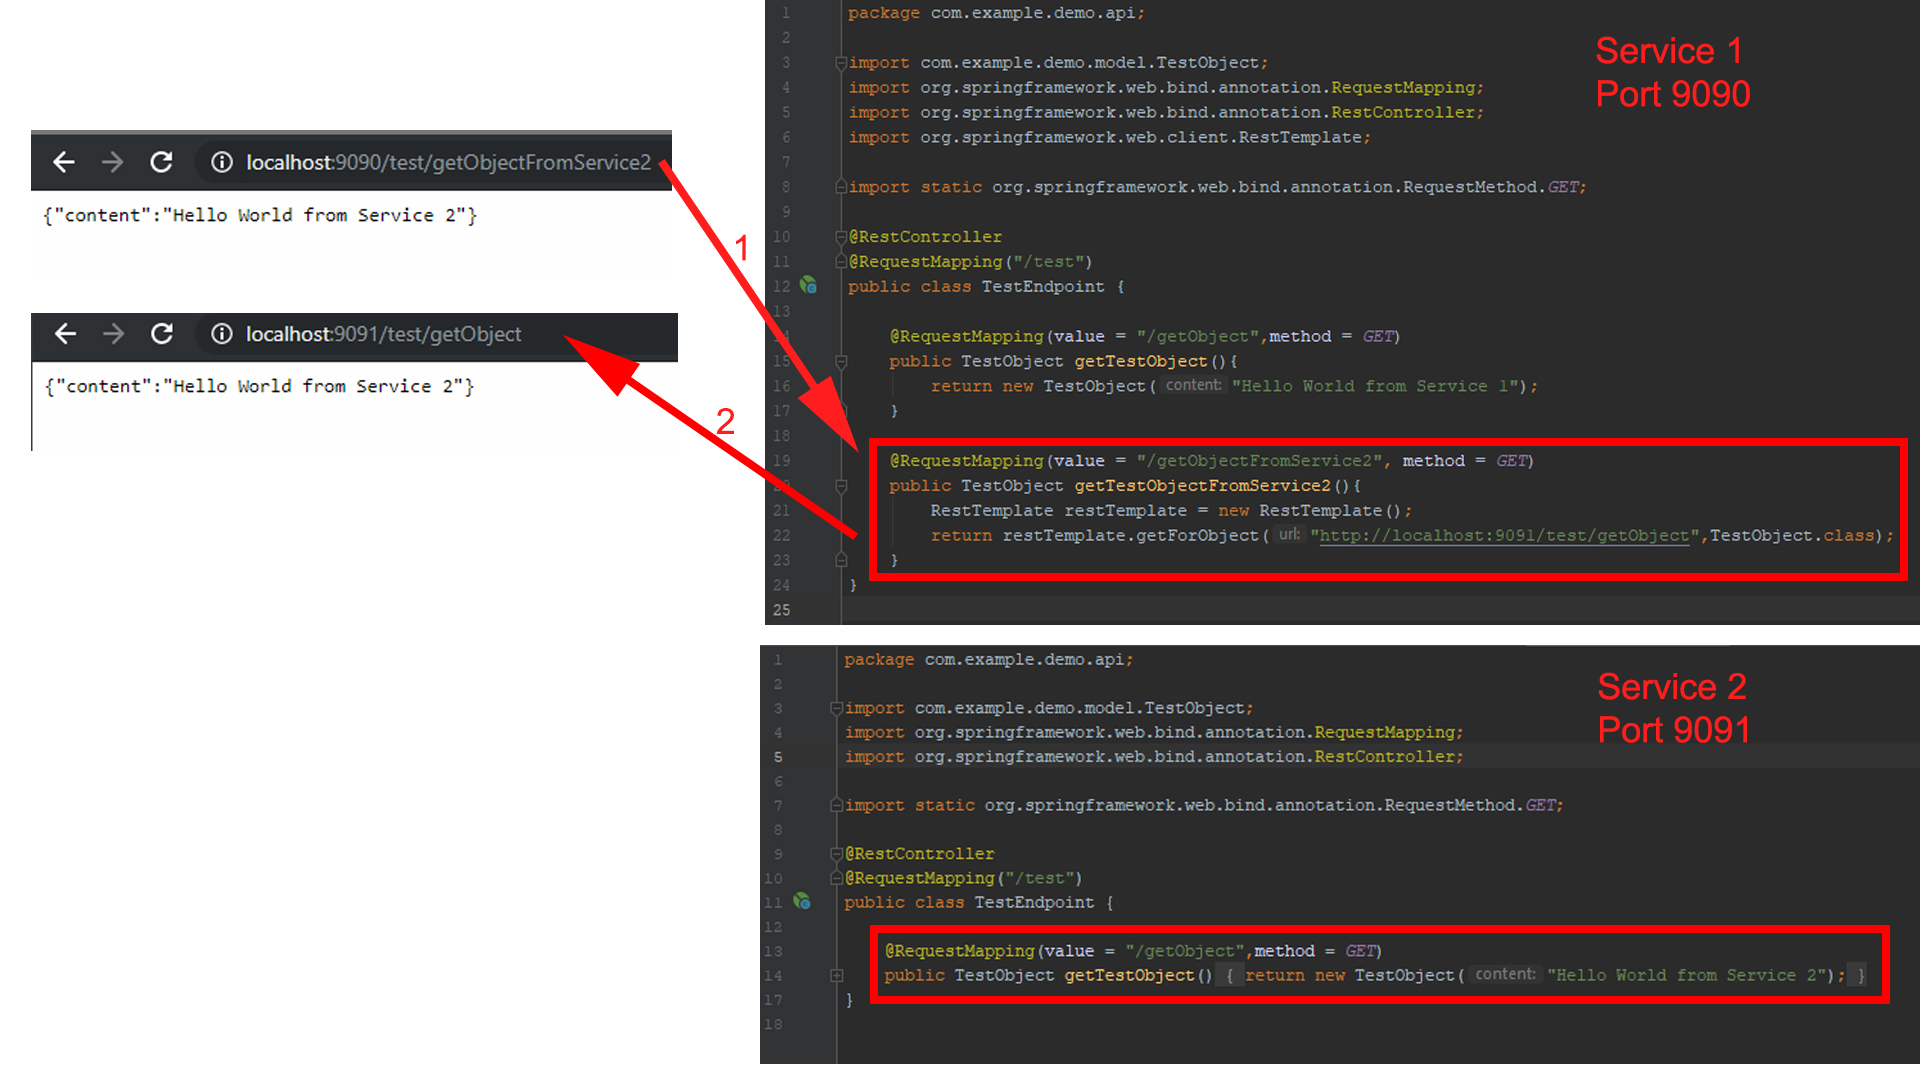 localhost:9090/test/getObjectFromService2
{"content":"Hello World from Service 2"}
localhost:9091/test/getObject
{"content":"Hello World from Service 2"}
1
2
Service 1
Port 9090
1 package com.example.demo.api;
2
3 import com.example.demo.model.TestObject;
4 import org.springframework.web.bind.annotation.RequestMapping;
5 import org.springframework.web.bind.annotation.RestController;
6 import org.springframework.web.client.RestTemplate;
7
8 import static org.springframework.web.bind.annotation.RequestMethod.GET;
9
10 @RestController
11 @RequestMapping("/test")
12 public class TestEndpoint {
13
14 @RequestMapping(value = "/getObject",method = GET)
15 public TestObject getTestObject(){
16 return new TestObject( content: "Hello World from Service 1");
17 }
18
19 @RequestMapping(value = "/getObjectFromService2", method = GET)
20 public TestObject getTestObjectFromService2(){
21 RestTemplate restTemplate = new RestTemplate();
22 return restTemplate.getForObject( url: "http://localhost:9091/test/getObject",TestObject.class);
23 }
24 }
25
Service 2
Port 9091
1 package com.example.demo.api;
2
3 import com.example.demo.model.TestObject;
4 import org.springframework.web.bind.annotation.RequestMapping;
5 import org.springframework.web.bind.annotation.RestController;
6
7 import static org.springframework.web.bind.annotation.RequestMethod.GET;
8
9 @RestController
10 @RequestMapping("/test")
11 public class TestEndpoint {
12
13 @RequestMapping(value = "/getObject",method = GET)
14 public TestObject getTestObject() { return new TestObject( content: "Hello World from Service 2"); }
17 }
18